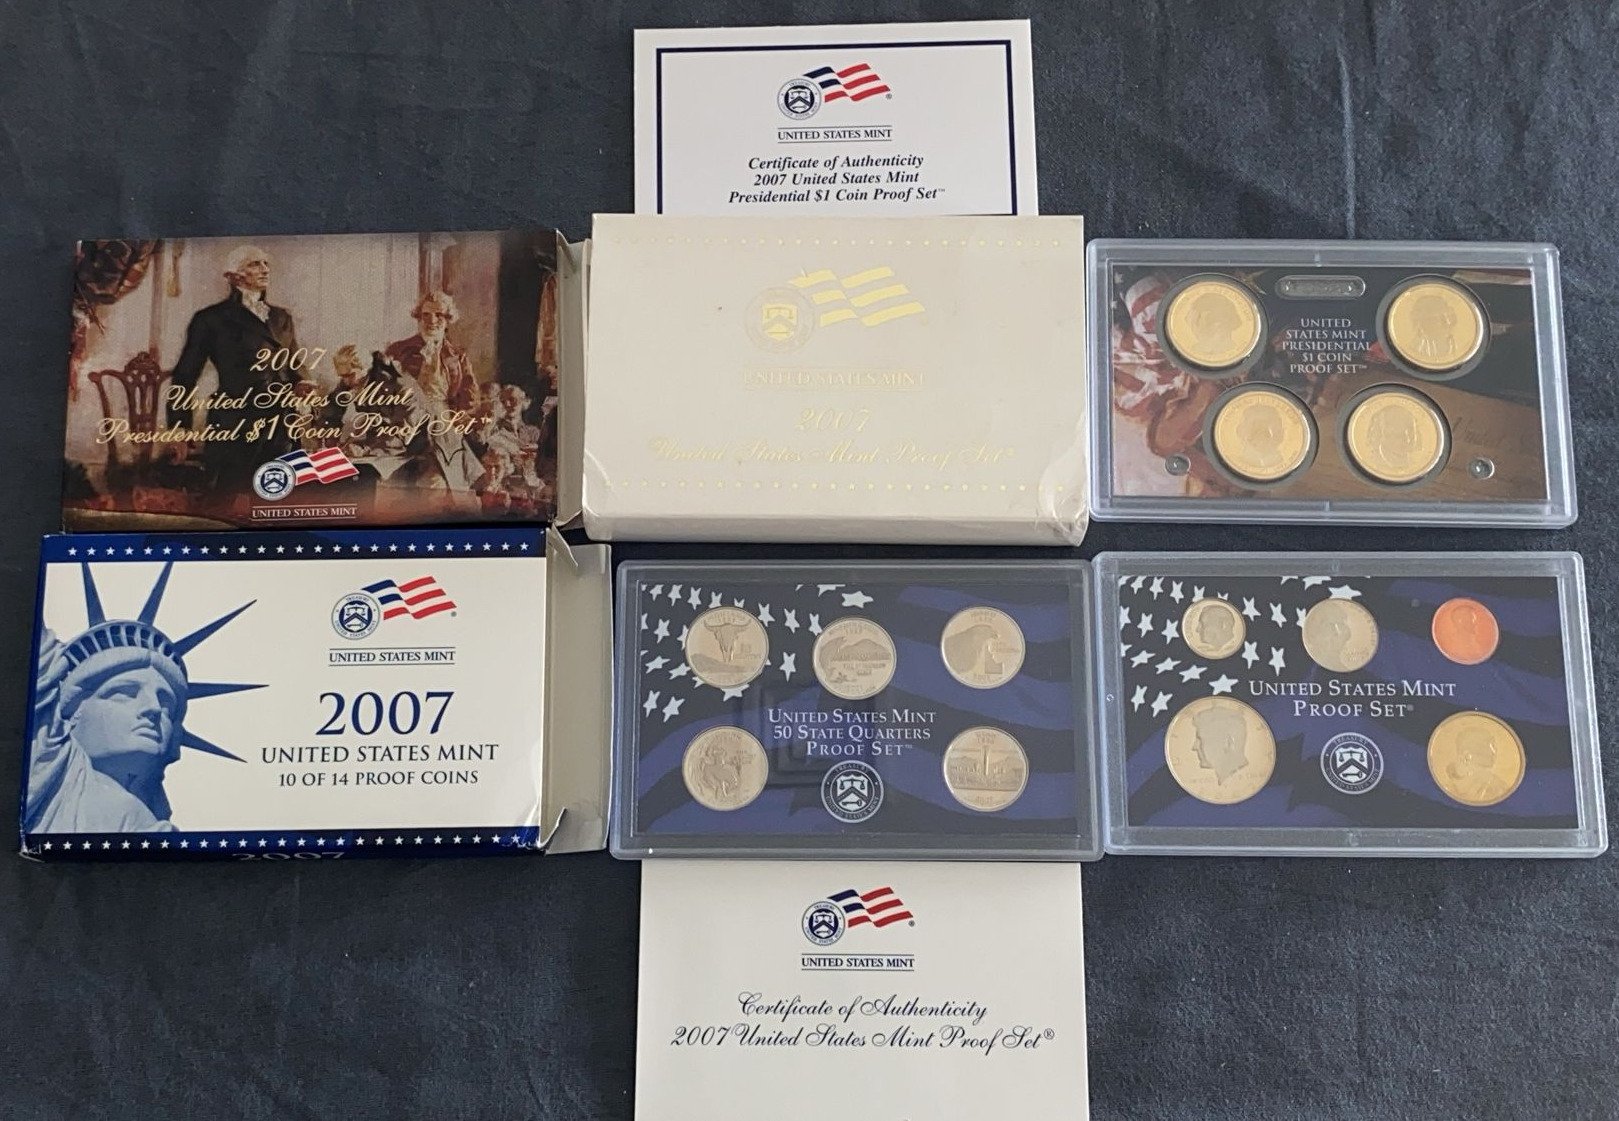 UNITED STATES MINT
Certificate of Authenticity
2007 United States Mint
Presidential $1 Coin Proof Set™
2007
United States Mint
Presidential $1 Coin Proof Set™
UNITED STATES MINT
UNITED STATES MINT
2007
United States Mint Proof Set®
UNITED
STATES MINT
PRESIDENTIAL
$1 COIN
PROOF SET™
UNITED STATES MINT
2007
UNITED STATES MINT
10 OF 14 PROOF COINS
2007
UNITED STATES MINT
50 STATE QUARTERS
PROOF SET™
UNITED STATES MINT
PROOF SET®
UNITED STATES MINT
Certificate of Authenticity
2007 United States Mint Proof Set®